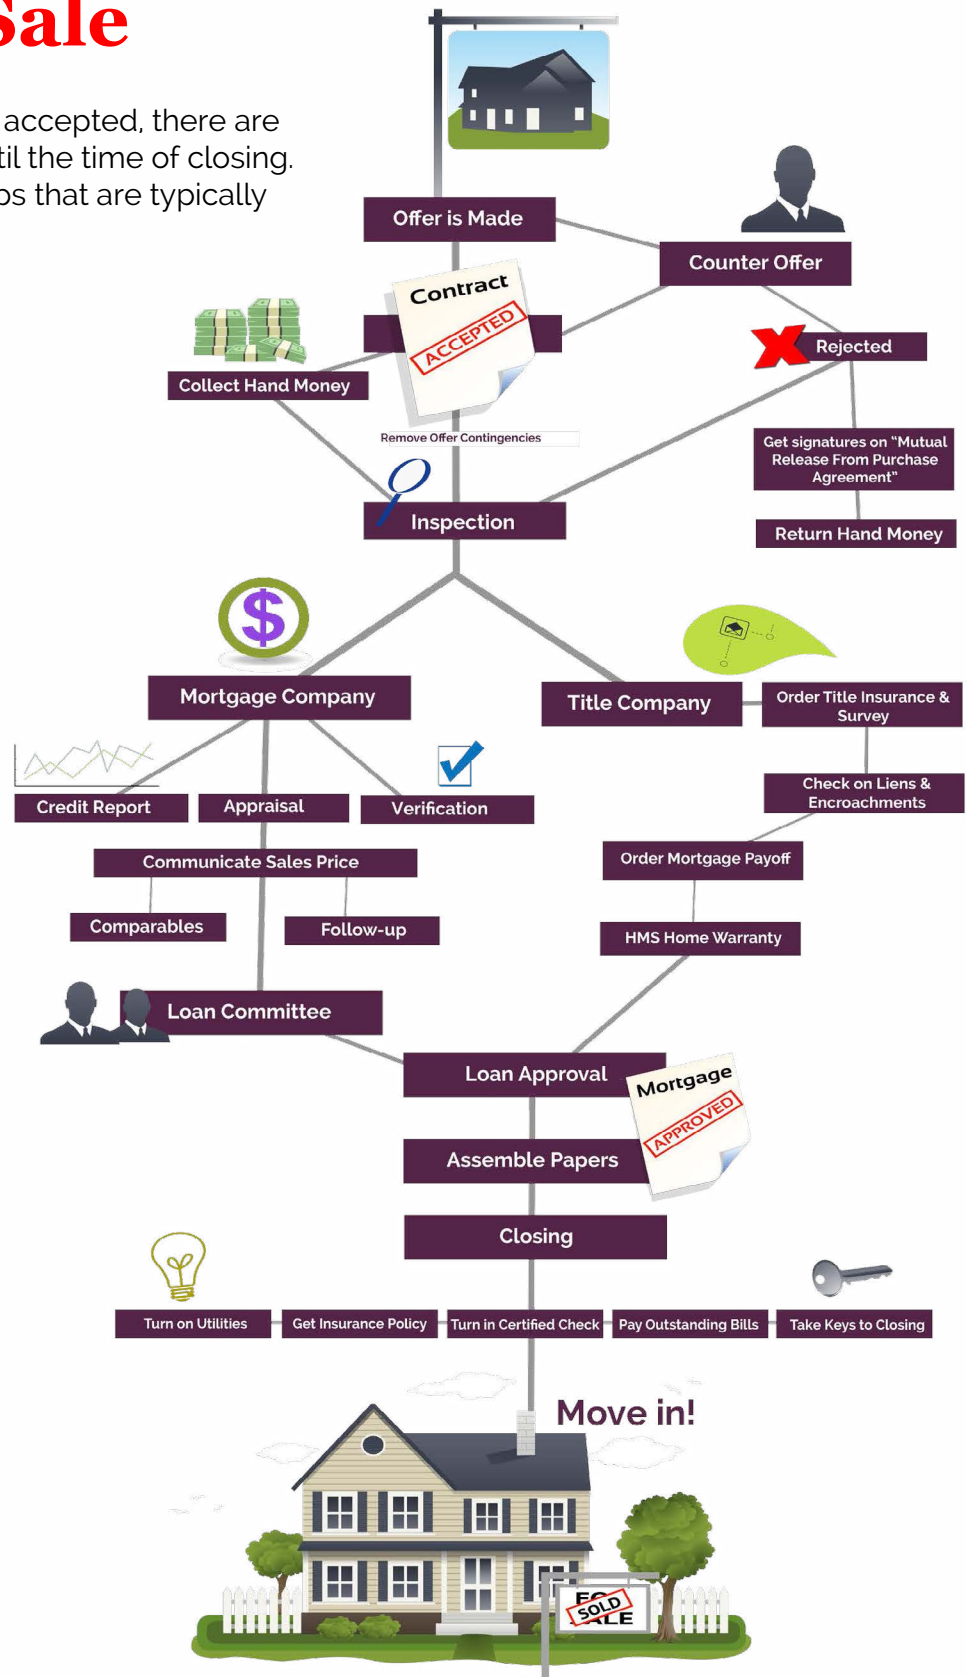 Sale
accepted, there are
til the time of closing.
ps that are typically
Offer is Made
Counter Offer
Contract
ACCEPTED
Rejected
Collect Hand Money
Remove Offer Contingencies
Get signatures on “Mutual
Release From Purchase
Agreement”
Inspection
Return Hand Money
Mortgage Company
Title Company
Order Title Insurance &
Survey
Credit Report
Appraisal
Verification
Check on Liens &
Encroachments
Communicate Sales Price
Order Mortgage Payoff
Comparables
Follow-up
HMS Home Warranty
Loan Committee
Loan Approval
Mortgage
APPROVED
Assemble Papers
Closing
Turn on Utilities
Get Insurance Policy
Turn in Certified Check
Pay Outstanding Bills
Take Keys to Closing
Move in!
SOLD